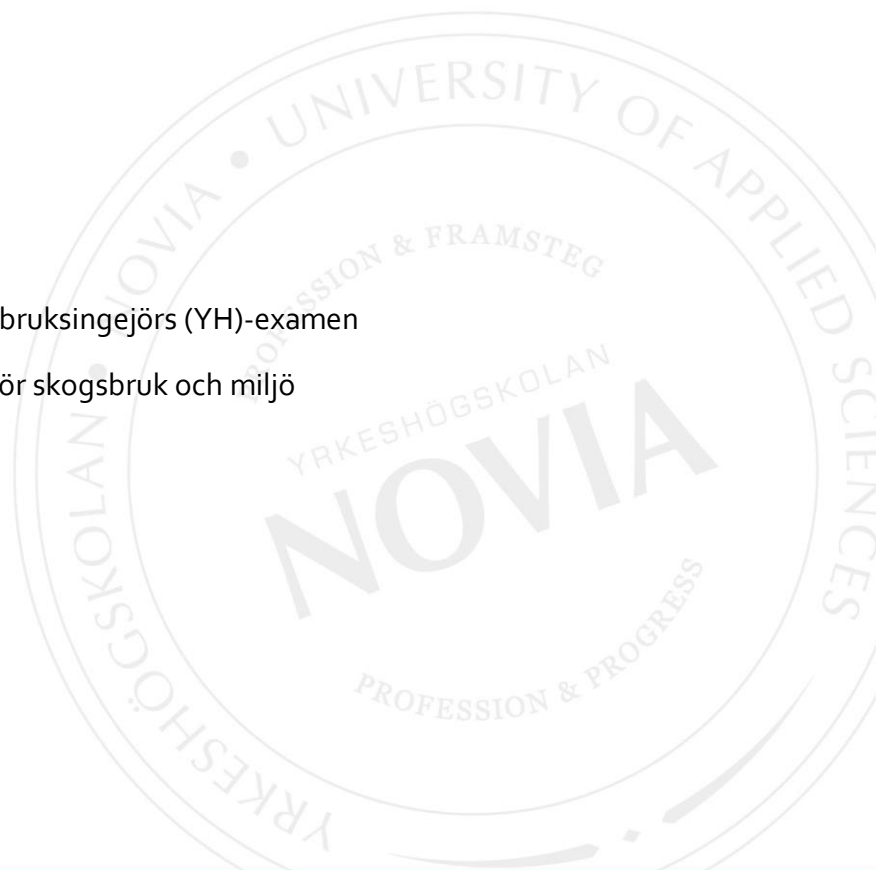 UNIVERSITY OF APPLIED SCIENCES
PROFESSION & FRAMSTEG
bruksingejörs (YH)-examen
ör skogsbruk och miljö
YRKESHÖGSKOLAN
NOVIA
PROFESSION & PROGRESS
YRKESHÖGSKOLAN • NOVIA •